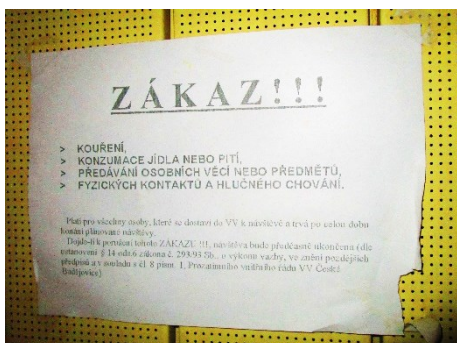 ZÁKAZ!!!
> KOUŘENÍ,
> KONZUMACE JÍDLA NEBO PITÍ,
> PŘEDÁVÁNÍ OSOBNÍCH VĚCÍ NEBO PŘEDMĚTŮ,
> FYZICKÝCH KONTAKTŮ A HLUČNÉHO CHOVÁNÍ.
Platí pro všechny osoby, které se dostaví do VV k návštěvě a trvá po celou dobu
konání plánované návštěvy.
Dojde-li k porušení tohoto ZÁKAZU !!!, návštěva bude předčasně ukončena (dle
ustanovení § 14 odst.6 zákona č. 293/93 Sb., o výkonu vazby, ve znění pozdějších
předpisů a v souladu s čl. 8 písm. 1, Prozatímního vnitřního řádu VV České
Budějovice)